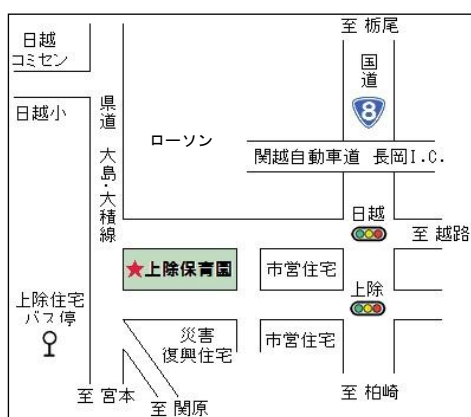 至 栃尾
日越
コミセン
国道
8
日越小
県道 大島・大積線
ローソン
関越自動車道 長岡I.C.
日越
至 越路
★上除保育園
市営住宅
上除
上除住宅
バス停
災害
復興住宅
市営住宅
至 宮本
至 関原
至 柏崎